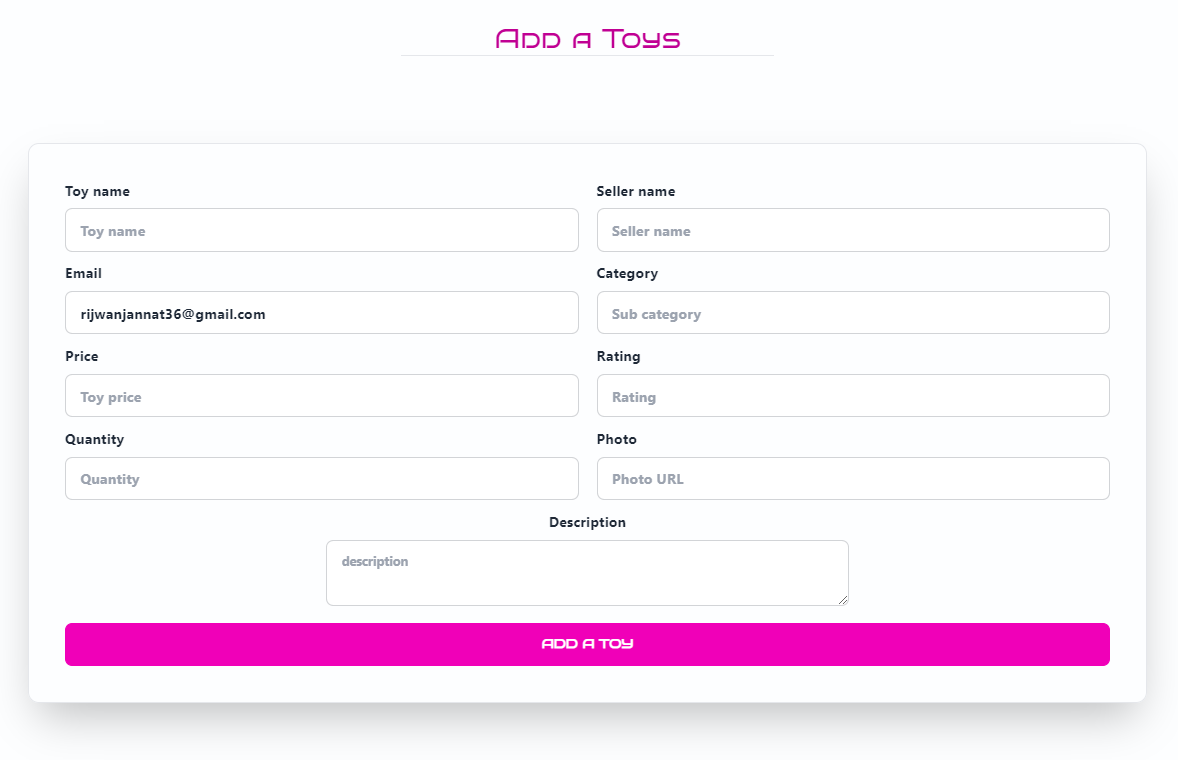 Add a Toys
Toy name
Seller name
Toy name
Seller name
Email
Category
rijwanjannat36@gmail.com
Sub category
Price
Rating
Toy price
Rating
Quantity
Photo
Quantity
Photo URL
Description
description
ADD A TOY